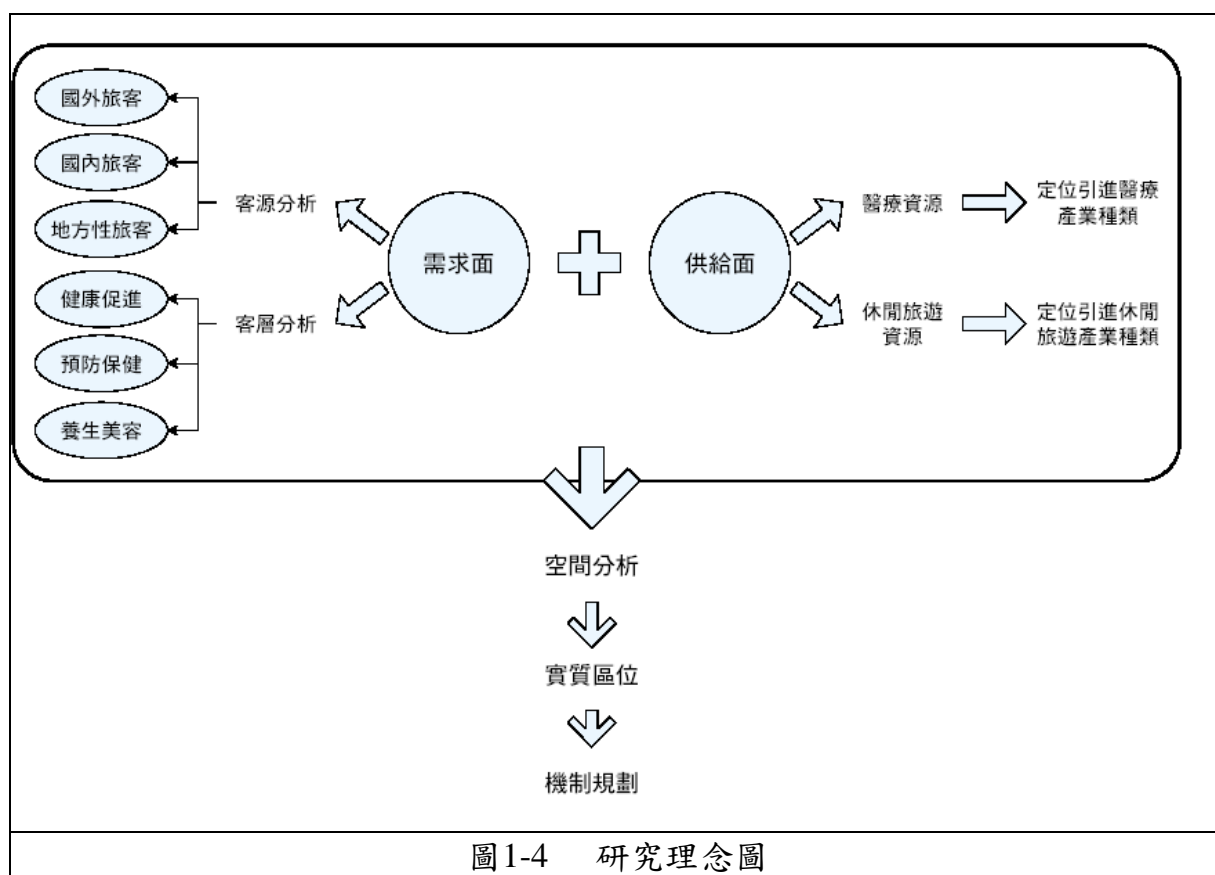 國外旅客
國內旅客
地方性旅客
健康促進
預防保健
養生美容
客源分析
客層分析
需求面
供給面
醫療資源
休閒旅遊
資源
定位引進醫療
產業種類
定位引進休閒
旅遊產業種類
空間分析
實質區位
機制規劃
圖1-4 研究理念圖